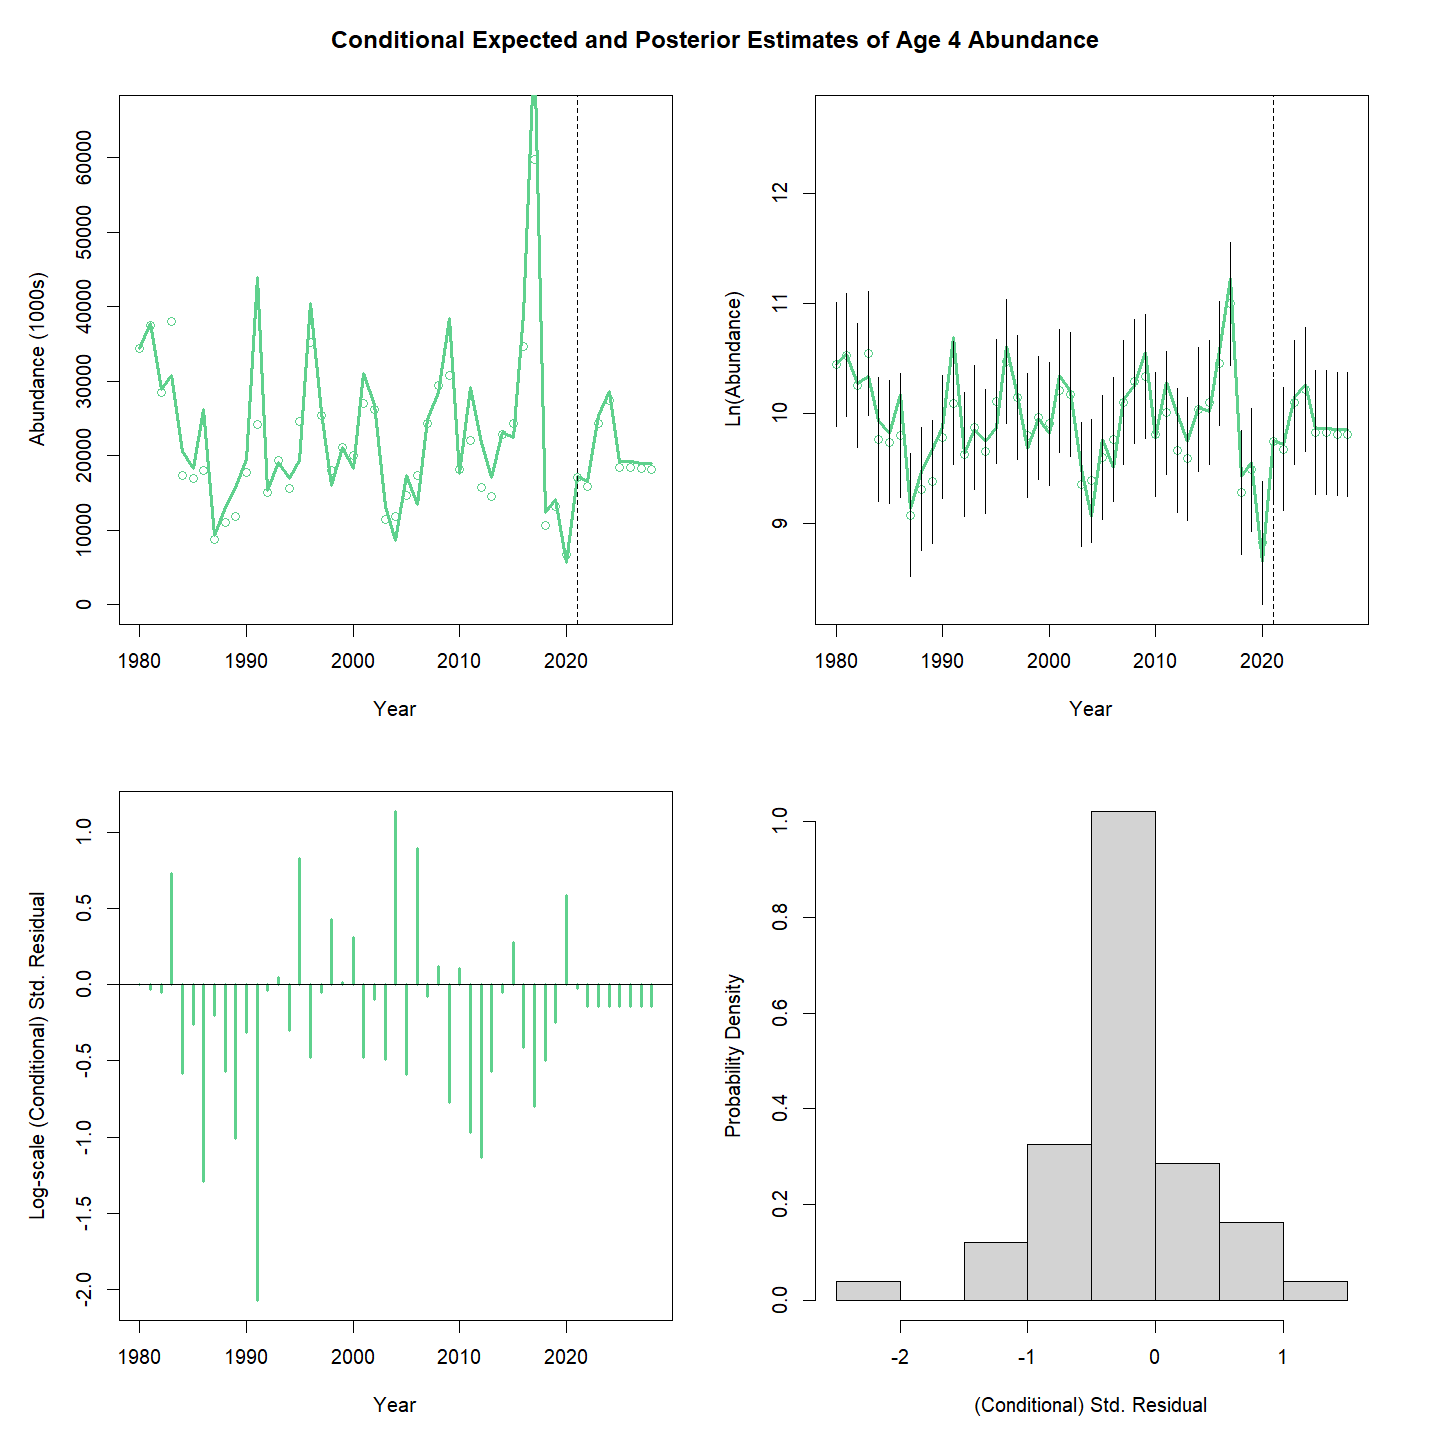 Conditional Expected and Posterior Estimates of Age 4 Abundance
Abundance (1000s)
60000
50000
40000
30000
20000
10000
0
1980 1990 2000 2010 2020
Year
Ln(Abundance)
12
11
10
9
1980 1990 2000 2010 2020
Year
Log-scale (Conditional) Std. Residual
1.0
0.5
0.0
-0.5
-1.0
-1.5
-2.0
1980 1990 2000 2010 2020
Year
Probability Density
1.0
0.8
0.6
0.4
0.2
0.0
-2 -1 0 1
(Conditional) Std. Residual